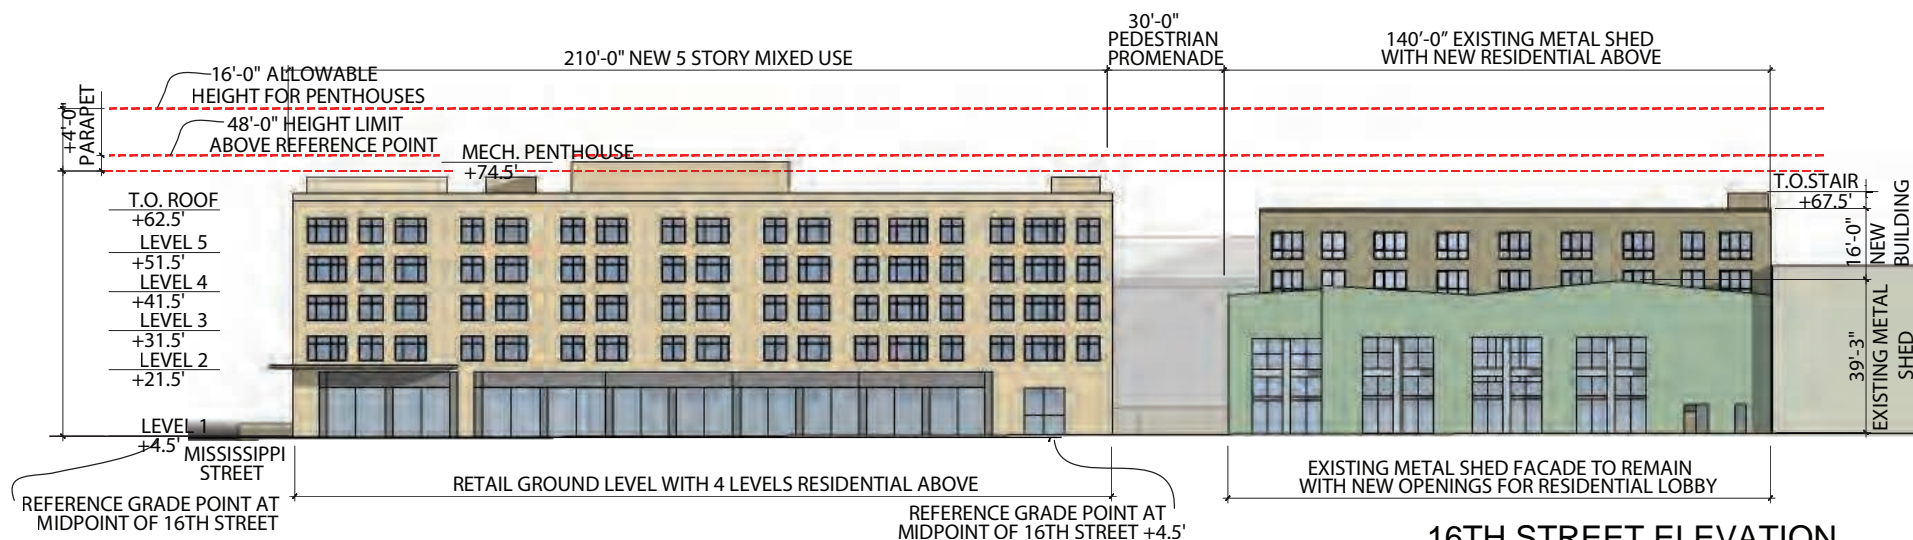 30'-0"
PEDESTRIAN
PROMENADE
210'-0" NEW 5 STORY MIXED USE
140'-0" EXISTING METAL SHED
WITH NEW RESIDENTIAL ABOVE
16'-0" ALLOWABLE
HEIGHT FOR PENTHOUSES
+4'-0"
PARAPET
48'-0" HEIGHT LIMIT
ABOVE REFERENCE POINT
MECH. PENTHOUSE
+74.5'
T.O. ROOF
+62.5'
LEVEL 5
+51.5'
LEVEL 4
+41.5'
LEVEL 3
+31.5'
LEVEL 2
+21.5'
LEVEL 1
+4.5'
MISSISSIPPI
STREET
T.O.STAIR
+67.5'
16'-0"
NEW
BUILDING
39'-3"
EXISTING METAL
SHED
REFERENCE GRADE POINT AT
MIDPOINT OF 16TH STREET
RETAIL GROUND LEVEL WITH 4 LEVELS RESIDENTIAL ABOVE
REFERENCE GRADE POINT AT
MIDPOINT OF 16TH STREET +4.5'
EXISTING METAL SHED FACADE TO REMAIN
WITH NEW OPENINGS FOR RESIDENTIAL LOBBY
16TH STREET ELEVATION